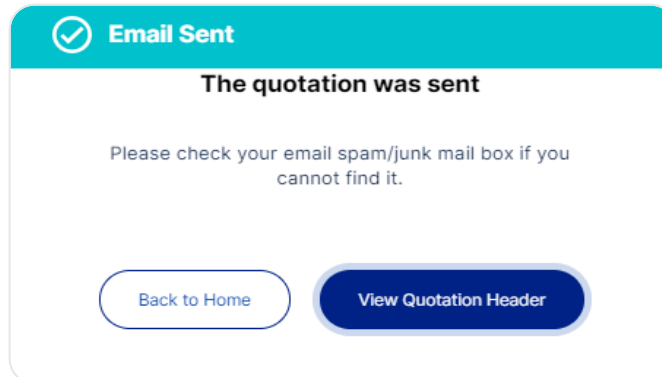 Email Sent
The quotation was sent
Please check your email spam/junk mail box if you
cannot find it.
Back to Home
View Quotation Header